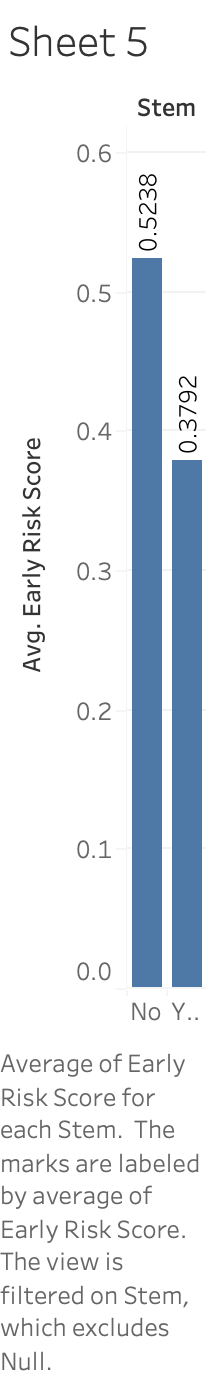 Sheet 5
Stem
0.6
0.5238
0.5
0.4
0.3792
Avg. Early Risk Score
0.3
0.2
0.1
0.0
No Y..
Average of Early
Risk Score for
each Stem.  The
marks are labeled
by average of
Early Risk Score.
The view is
filtered on Stem,
which excludes
Null.